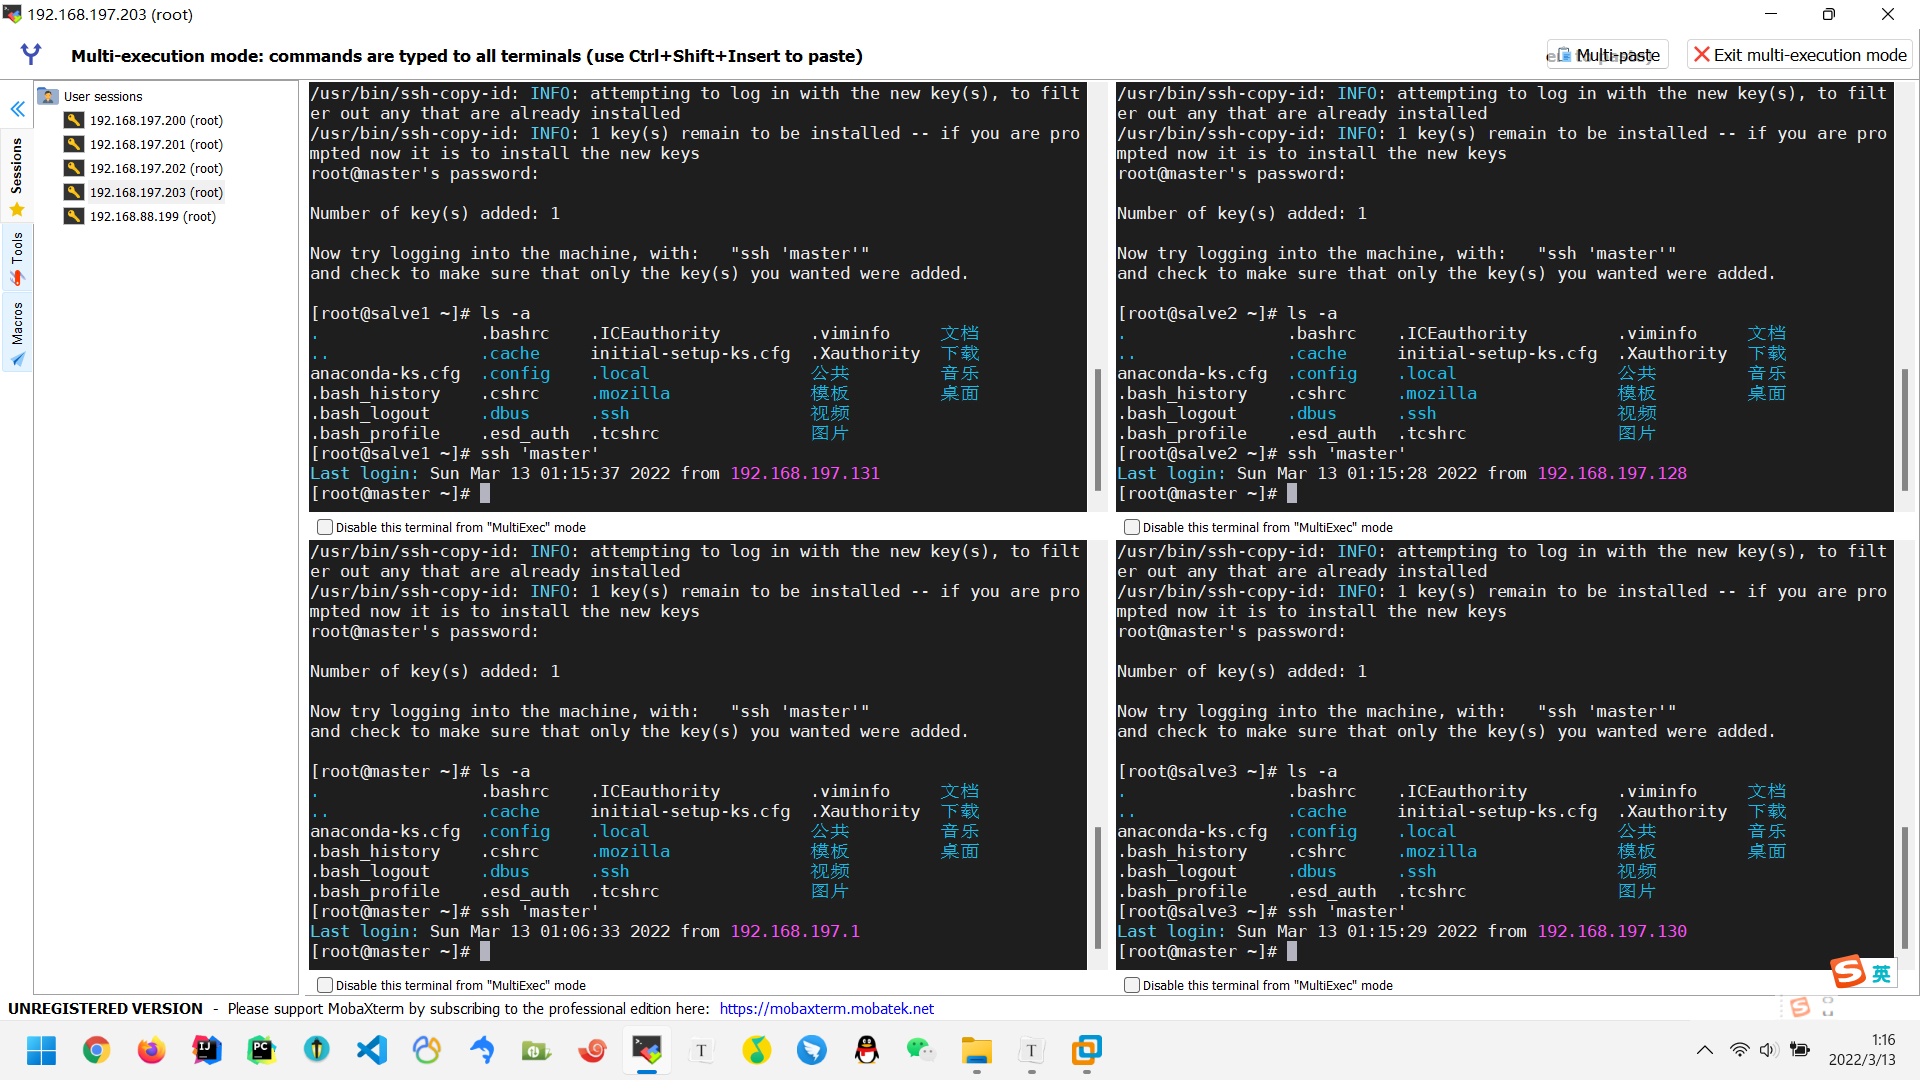 192.168.197.203 (root)
Multi-execution mode: commands are typed to all terminals (use Ctrl+Shift+Insert to paste)
Multi-paste
Exit multi-execution mode
Sessions
Tools
Macros
User sessions
192.168.197.200 (root)
192.168.197.201 (root)
192.168.197.202 (root)
192.168.197.203 (root)
192.168.88.199 (root)
/usr/bin/ssh-copy-id: INFO: attempting to log in with the new key(s), to filt
er out any that are already installed
/usr/bin/ssh-copy-id: INFO: 1 key(s) remain to be installed -- if you are pro
mpted now it is to install the new keys
root@master's password:
Number of key(s) added: 1
Now try logging into the machine, with:   "ssh 'master'"
and check to make sure that only the key(s) you wanted were added.
[root@salve1 ~]# ls -a
. .bashrc .ICEauthority .viminfo 文档
.. .cache initial-setup-ks.cfg .Xauthority 下载
anaconda-ks.cfg .config .local 公共 音乐
.bash_history .cshrc .mozilla 模板 桌面
.bash_logout .dbus .ssh 视频
.bash_profile .esd_auth .tcshrc 图片
[root@salve1 ~]# ssh 'master'
Last login: Sun Mar 13 01:15:37 2022 from 192.168.197.131
[root@master ~]#
Disable this terminal from "MultiExec" mode
/usr/bin/ssh-copy-id: INFO: attempting to log in with the new key(s), to filt
er out any that are already installed
/usr/bin/ssh-copy-id: INFO: 1 key(s) remain to be installed -- if you are pro
mpted now it is to install the new keys
root@master's password:
Number of key(s) added: 1
Now try logging into the machine, with:   "ssh 'master'"
and check to make sure that only the key(s) you wanted were added.
[root@salve2 ~]# ls -a
. .bashrc .ICEauthority .viminfo 文档
.. .cache initial-setup-ks.cfg .Xauthority 下载
anaconda-ks.cfg .config .local 公共 音乐
.bash_history .cshrc .mozilla 模板 桌面
.bash_logout .dbus .ssh 视频
.bash_profile .esd_auth .tcshrc 图片
[root@salve2 ~]# ssh 'master'
Last login: Sun Mar 13 01:15:28 2022 from 192.168.197.128
[root@master ~]#
Disable this terminal from "MultiExec" mode
/usr/bin/ssh-copy-id: INFO: attempting to log in with the new key(s), to filt
er out any that are already installed
/usr/bin/ssh-copy-id: INFO: 1 key(s) remain to be installed -- if you are pro
mpted now it is to install the new keys
root@master's password:
Number of key(s) added: 1
Now try logging into the machine, with:   "ssh 'master'"
and check to make sure that only the key(s) you wanted were added.
[root@master ~]# ls -a
. .bashrc .ICEauthority .viminfo 文档
.. .cache initial-setup-ks.cfg .Xauthority 下载
anaconda-ks.cfg .config .local 公共 音乐
.bash_history .cshrc .mozilla 模板 桌面
.bash_logout .dbus .ssh 视频
.bash_profile .esd_auth .tcshrc 图片
[root@master ~]# ssh 'master'
Last login: Sun Mar 13 01:06:33 2022 from 192.168.197.1
[root@master ~]#
Disable this terminal from "MultiExec" mode
/usr/bin/ssh-copy-id: INFO: attempting to log in with the new key(s), to filt
er out any that are already installed
/usr/bin/ssh-copy-id: INFO: 1 key(s) remain to be installed -- if you are pro
mpted now it is to install the new keys
root@master's password:
Number of key(s) added: 1
Now try logging into the machine, with:   "ssh 'master'"
and check to make sure that only the key(s) you wanted were added.
[root@salve3 ~]# ls -a
. .bashrc .ICEauthority .viminfo 文档
.. .cache initial-setup-ks.cfg .Xauthority 下载
anaconda-ks.cfg .config .local 公共 音乐
.bash_history .cshrc .mozilla 模板 桌面
.bash_logout .dbus .ssh 视频
.bash_profile .esd_auth .tcshrc 图片
[root@salve3 ~]# ssh 'master'
Last login: Sun Mar 13 01:15:29 2022 from 192.168.197.130
[root@master ~]#
Disable this terminal from "MultiExec" mode
英
UNREGISTERED VERSION - Please support MobaXterm by subscribing to the professional edition here: https://mobaxterm.mobatek.net
1:16
2022/3/13